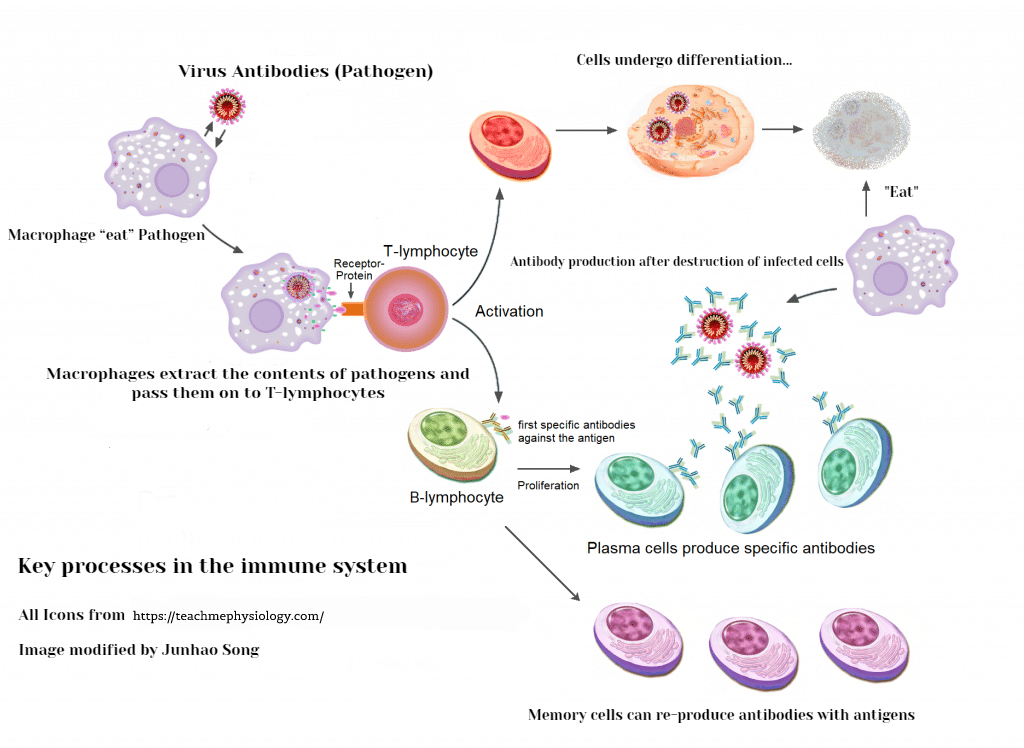 Virus Antibodies (Pathogen)
Cells undergo differentiation...
"Eat"
Macrophage “eat” Pathogen
T-lymphocyte
Receptor-
Protein
Antibody production after destruction of infected cells
Activation
Macrophages extract the contents of pathogens and
pass them on to T-lymphocytes
first specific antibodies
against the antigen
Proliferation
B-lymphocyte
Plasma cells produce specific antibodies
Key processes in the immune system
All Icons from https://teachmephysiology.com/
Image modified by Junhao Song
Memory cells can re-produce antibodies with antigens